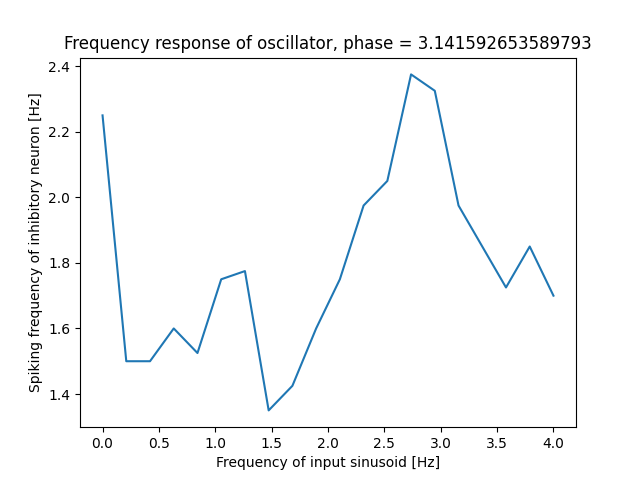 Frequency response of oscillator, phase = 3.141592653589793
Spiking frequency of inhibitory neuron [Hz]
2.4
2.2
2.0
1.8
1.6
1.4
0.0 0.5 1.0 1.5 2.0 2.5 3.0 3.5 4.0
Frequency of input sinusoid [Hz]